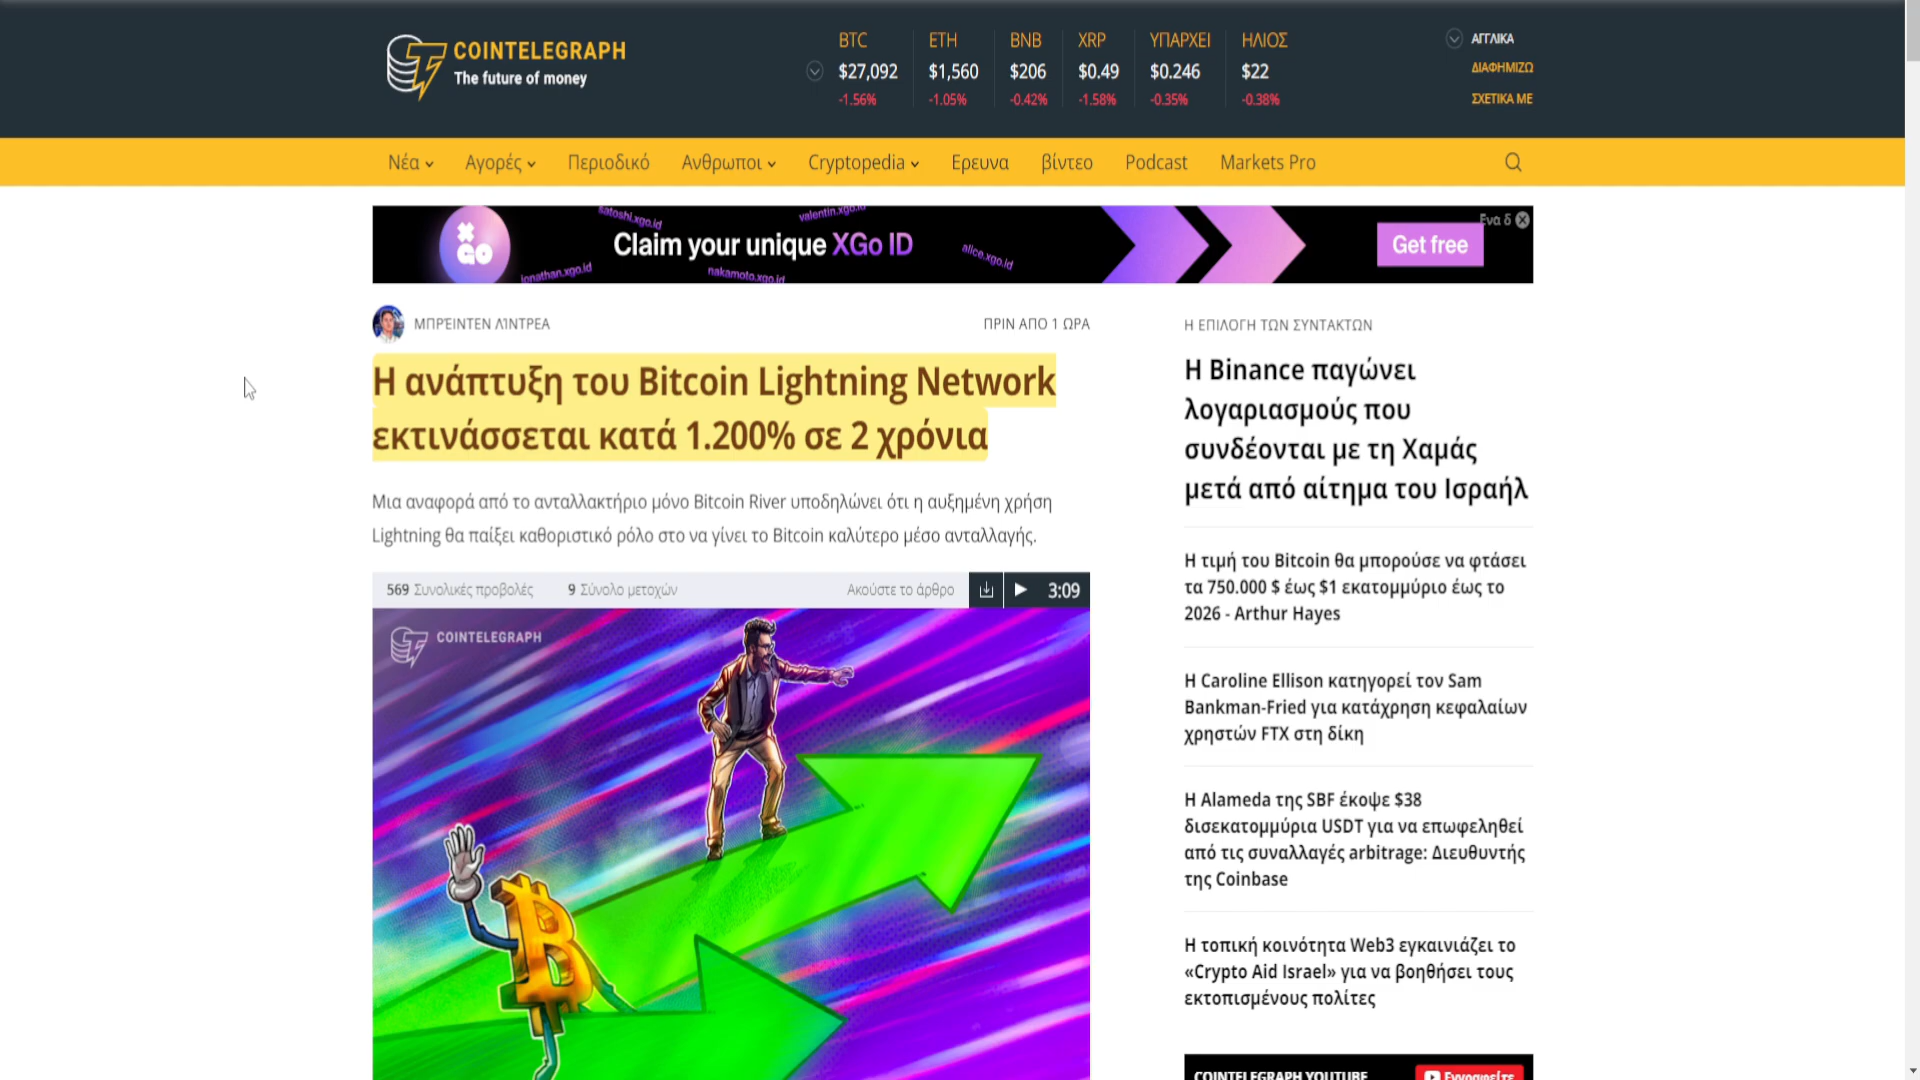 COINTELEGRAPH
The future of money
BTC
$27,092
-1.56%
ETH
$1,560
-1.05%
BNB
$206
-0.42%
XRP
$0.49
-1.58%
ΥΠΑΡΧΕΙ
$0.246
-0.35%
ΗΛΙΟΣ
$22
-0.38%
ΑΓΓΛΙΚΑ
ΔΙΑΦΗΜΙΖΩ
ΣΧΕΤΙΚΑ ΜΕ
Νέα Αγορές Περιοδικό Ανθρωποι Cryptopedia Ερευνα βίντεο Podcast Markets Pro
satoshi.xgo.id
valentin.xgo.id
XGO
Claim your unique XGo ID
alice.xgo.id
jonathan.xgo.id
nakamoto.xgo.id
Get free
Ενα δ
ΜΠΡΈΙΝΤΕΝ ΛΊΝΤΡΕΑ
ΠΡΙΝ ΑΠΟ 1 ΩΡΑ
Η ανάπτυξη του Bitcoin Lightning Network
εκτινάσσεται κατά 1.200% σε 2 χρόνια
Μια αναφορά από το ανταλλακτήριο μόνο Bitcoin River υποδηλώνει ότι η αυξημένη χρήση
Lightning θα παίξει καθοριστικό ρόλο στο να γίνει το Bitcoin καλύτερο μέσο ανταλλαγής.
569 Συνολικές προβολές 9 Σύνολο μετοχών Ακούστε το άρθρο 3:09
COINTELEGRAPH
Η ΕΠΙΛΟΓΗ ΤΩΝ ΣΥΝΤΑΚΤΩΝ
Η Binance παγώνει
λογαριασμούς που
συνδέονται με τη Χαμάς
μετά από αίτημα του Ισραήλ
Η τιμή του Bitcoin θα μπορούσε να φτάσει
τα 750.000 $ έως $1 εκατομμύριο έως το
2026 - Arthur Hayes
Η Caroline Ellison κατηγορεί τον Sam
Bankman-Fried για κατάχρηση κεφαλαίων
χρηστών FTX στη δίκη
Η Alameda της SBF έκοψε $38
δισεκατομμύρια USDT για να επωφεληθεί
από τις συναλλαγές arbitrage: Διευθυντής
της Coinbase
Η τοπική κοινότητα Web3 εγκαινιάζει το
«Crypto Aid Israel» για να βοηθήσει τους
εκτοπισμένους πολίτες
COINTELEGRAPH YOUTUBE
Εγγραφείτε